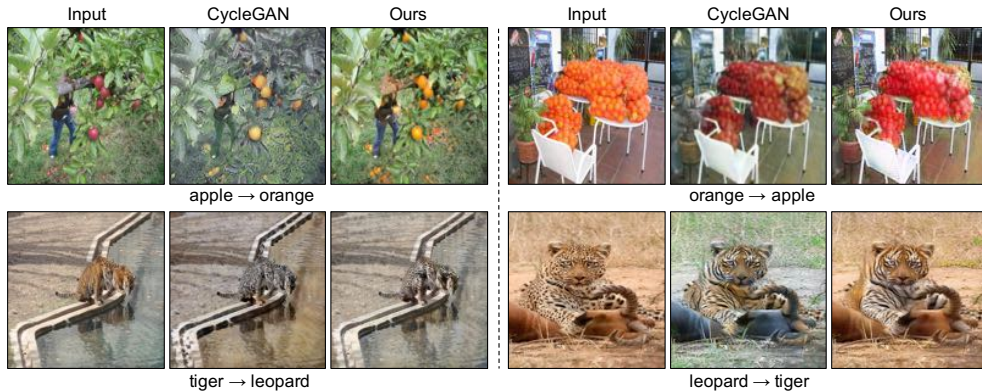 Input CycleGAN Ours
Input CycleGAN Ours
apple → orange
orange → apple
tiger → leopard
leopard → tiger